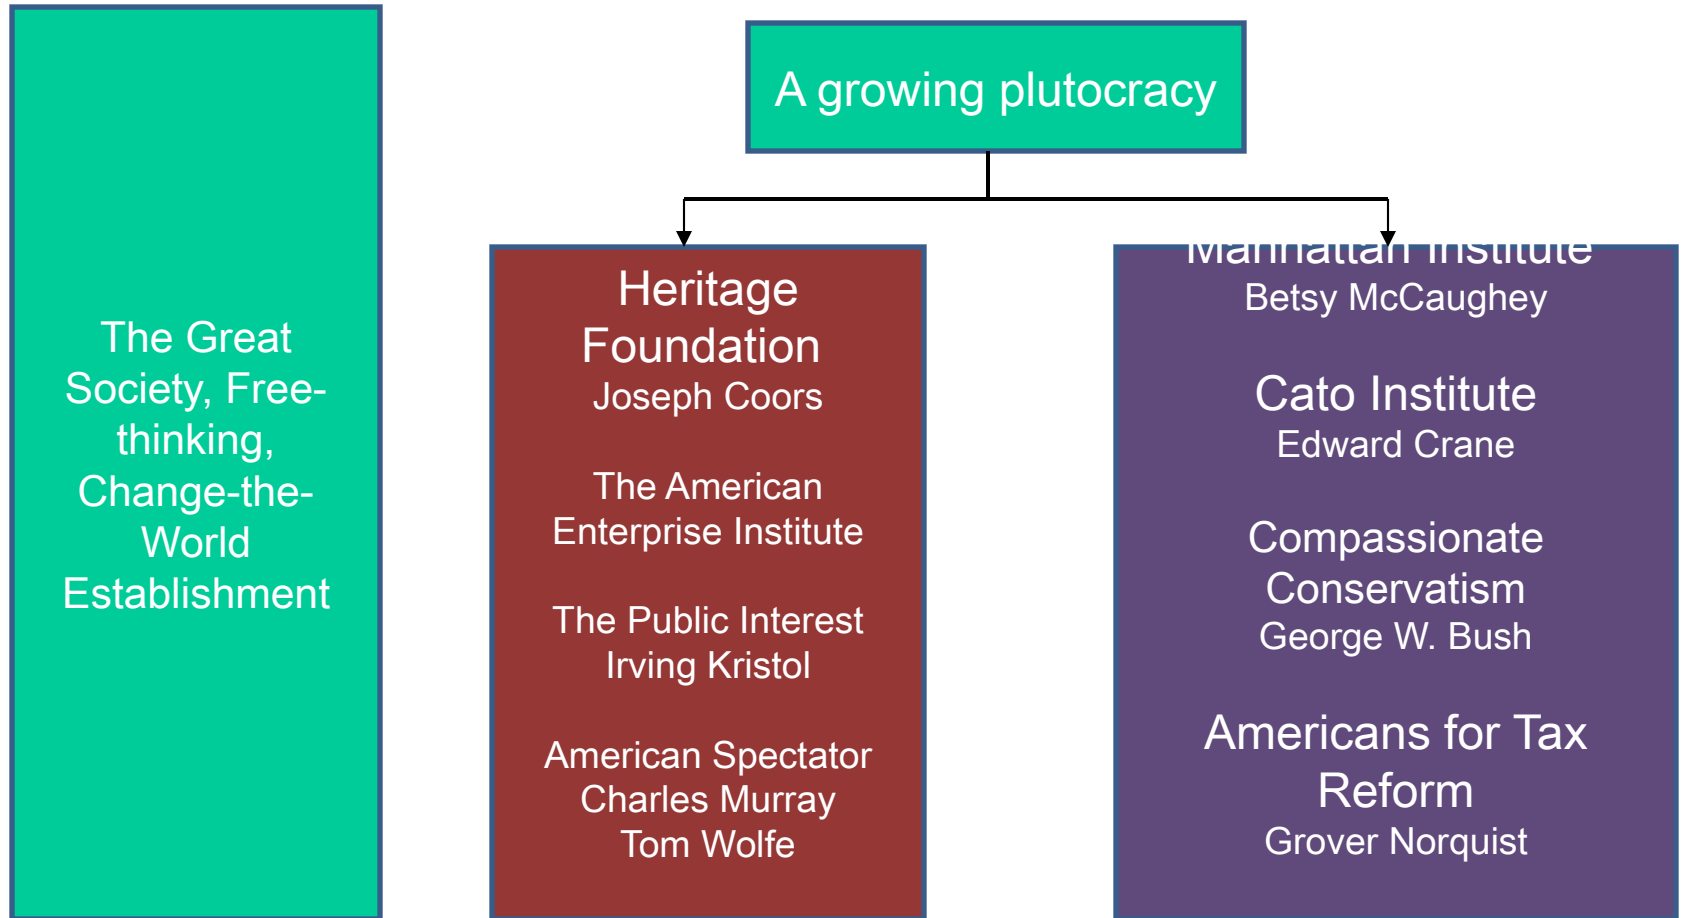 The Great
Society, Free-
thinking,
Change-the-
World
Establishment
A growing plutocracy
Heritage
Foundation
Joseph Coors
The American
Enterprise Institute
The Public Interest
Irving Kristol
American Spectator
Charles Murray
Tom Wolfe
Manhattan Institute
Betsy McCaughey
Cato Institute
Edward Crane
Compassionate
Conservatism
George W. Bush
Americans for Tax
Reform
Grover Norquist